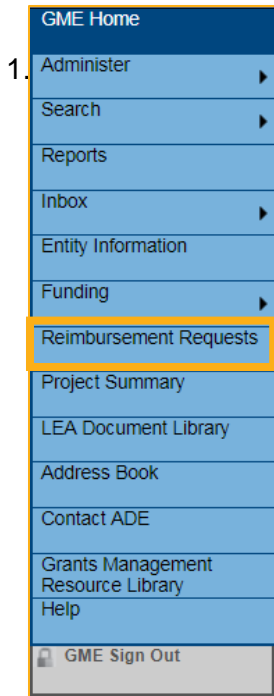 GME Home
1.
Administer
Search
Reports
Inbox
Entity Information
Funding
Reimbursement Requests
Project Summary
LEA Document Library
Address Book
Contact ADE
Grants Management
Resource Library
Help
GME Sign Out